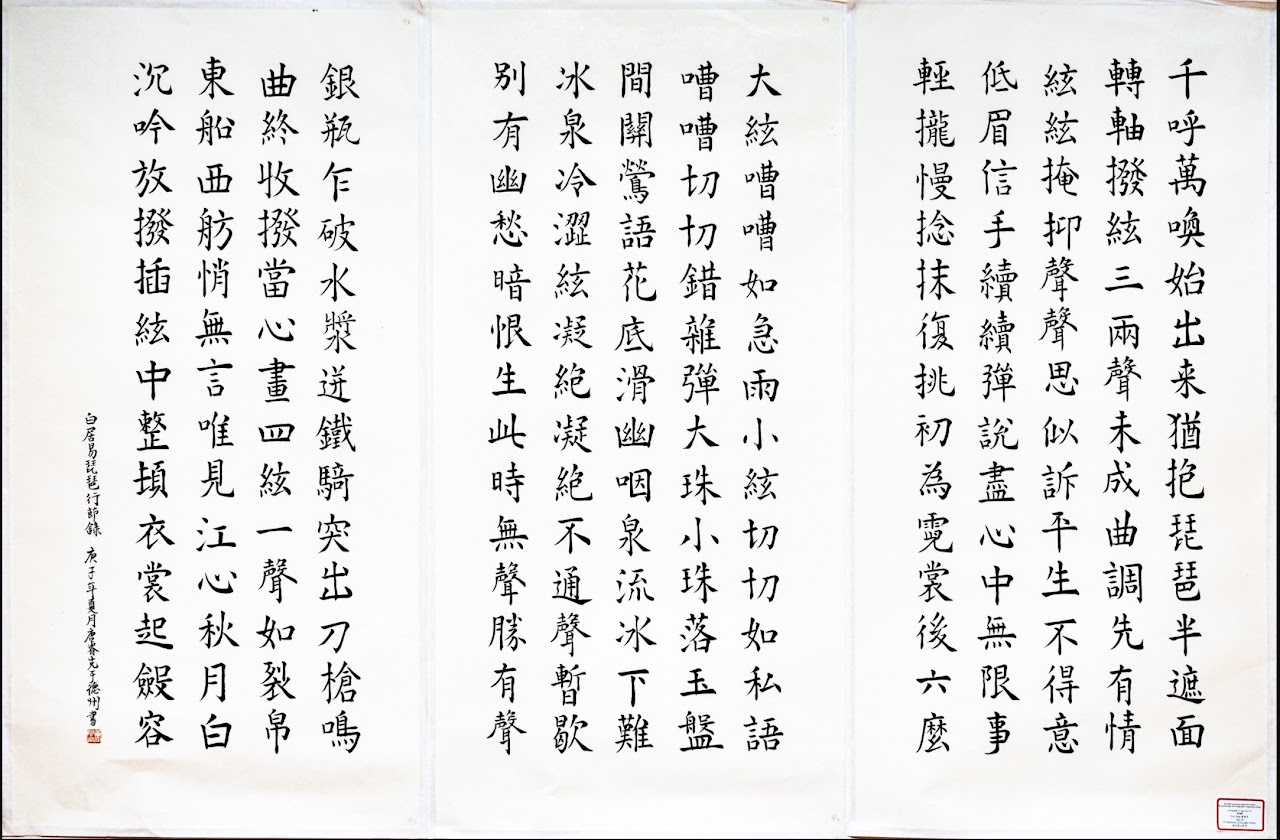 千呼萬喚始出来猶抱琵琶半遮面
轉軸撥絃三兩聲未成曲調先有情
絃絃掩抑聲聲思似訴平生不得意
低眉信手續續彈說盡心中無限事
輕攏慢捻抹復挑初為霓裳後六麼
大絃嘈嘈如急雨小絃切切如私語
嘈嘈切切錯雜彈大珠小珠落玉盤
間關鶯語花底滑幽咽泉流冰下難
冰泉冷澀絃凝絕凝絕不通聲暫歇
别有幽愁暗恨生此時無聲勝有聲
銀瓶乍破水漿迸鐵騎突出刀槍鳴
曲終收撥當心畫四絃一聲如裂帛
東船西舫悄無言唯見江心秋月白
沉吟放撥插絃中整頓衣裳起斂容
白居易琵琶行節錄 庚子年夏月唐睿克于德州書